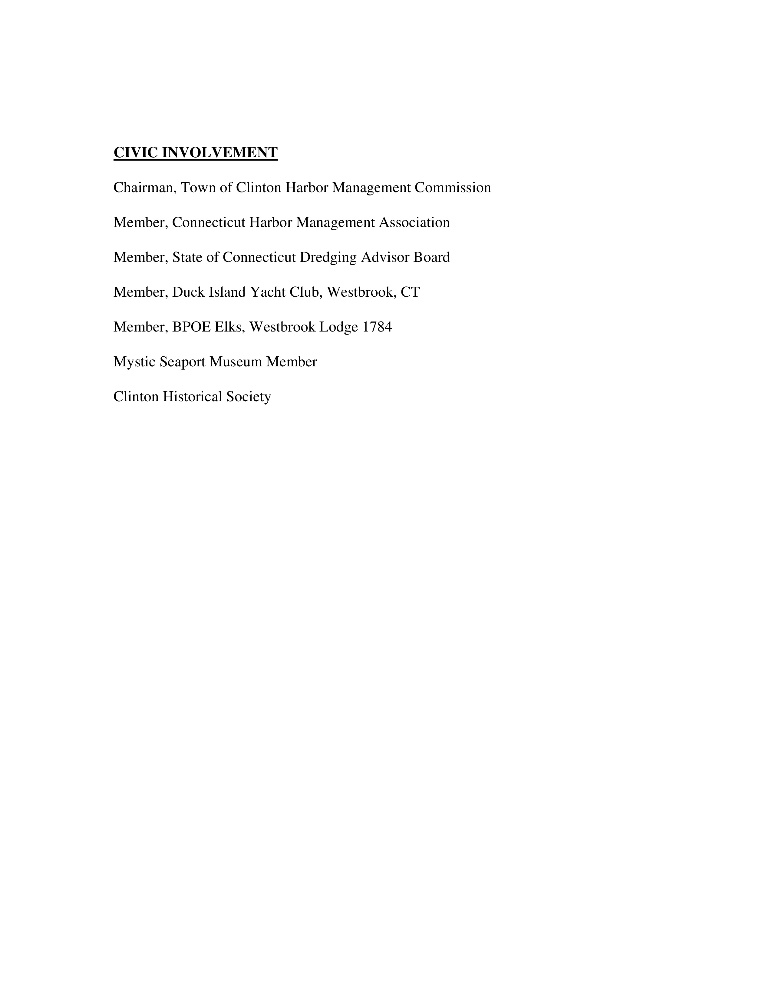 CIVIC INVOLVEMENT
Chairman, Town of Clinton Harbor Management Commission
Member, Connecticut Harbor Management Association
Member, State of Connecticut Dredging Advisor Board
Member, Duck Island Yacht Club, Westbrook, CT
Member, BPOE Elks, Westbrook Lodge 1784
Mystic Seaport Museum Member
Clinton Historical Society